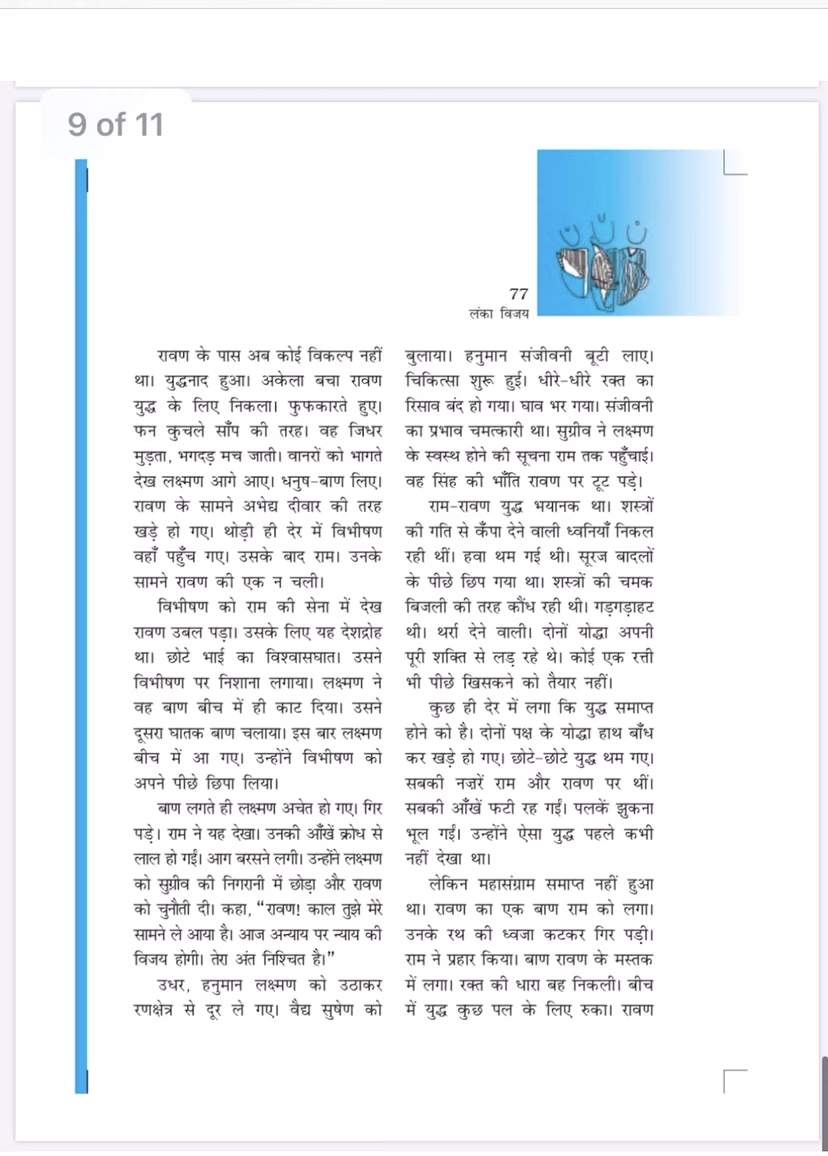 9 of 11
77
लंका विजय
रावण के पास अब कोई विकल्प नहीं
था। युद्धनाद हुआ। अकेला बचा रावण
युद्ध के लिए निकला। फुफकारते हुए।
फन कुचले साँप की तरह। वह जिधर
मुड़ता, भगदड़ मच जाती। वानरों को भागते
देख लक्ष्मण आगे आए। धनुष-बाण लिए।
रावण के सामने अभेद्य दीवार की तरह
खड़े हो गए। थोड़ी ही देर में विभीषण
वहाँ पहुँच गए। उसके बाद राम। उनके
सामने रावण की एक न चली।
विभीषण को राम की सेना में देख
रावण उबल पड़ा। उसके लिए यह देशद्रोह
था। छोटे भाई का विश्वासघात। उसने
विभीषण पर निशाना लगाया। लक्ष्मण ने
वह बाण बीच में ही काट दिया। उसने
दूसरा घातक बाण चलाया। इस बार लक्ष्मण
बीच में आ गए। उन्होंने विभीषण को
अपने पीछे छिपा लिया।
बाण लगते ही लक्ष्मण अचेत हो गए। गिर
पड़े। राम ने यह देखा। उनकी आँखें क्रोध से
लाल हो गईं। आग बरसने लगी। उन्होंने लक्ष्मण
को सुग्रीव की निगरानी में छोड़ा और रावण
को चुनौती दी। कहा, “रावण! काल तुझे मेरे
सामने ले आया है। आज अन्याय पर न्याय की
विजय होगी। तेरा अंत निश्चित है।”
उधर, हनुमान लक्ष्मण को उठाकर
रणक्षेत्र से दूर ले गए। वैद्य सुषेण को
बुलाया। हनुमान संजीवनी बूटी लाए।
चिकित्सा शुरू हुई। धीरे-धीरे रक्त का
रिसाव बंद हो गया। घाव भर गया। संजीवनी
का प्रभाव चमत्कारी था। सुग्रीव ने लक्ष्मण
के स्वस्थ होने की सूचना राम तक पहुँचाई।
वह सिंह की भाँति रावण पर टूट पड़े।
राम-रावण युद्ध भयानक था। शस्त्रों
की गति से कँपा देने वाली ध्वनियाँ निकल
रही थीं। हवा थम गई थी। सूरज बादलों
के पीछे छिप गया था। शस्त्रों की चमक
बिजली की तरह कौंध रही थी। गड़गड़ाहट
थी। थर्रा देने वाली। दोनों योद्धा अपनी
पूरी शक्ति से लड़ रहे थे। कोई एक रत्ती
भी पीछे खिसकने को तैयार नहीं।
कुछ ही देर में लगा कि युद्ध समाप्त
होने को है। दोनों पक्ष के योद्धा हाथ बाँध
कर खड़े हो गए। छोटे-छोटे युद्ध थम गए।
सबकी नज़रें राम और रावण पर थीं।
सबकी आँखें फटी रह गईं। पलकें झुकना
भूल गईं। उन्होंने ऐसा युद्ध पहले कभी
नहीं देखा था।
लेकिन महासंग्राम समाप्त नहीं हुआ
था। रावण का एक बाण राम को लगा।
उनके रथ की ध्वजा कटकर गिर पड़ी।
राम ने प्रहार किया। बाण रावण के मस्तक
में लगा। रक्त की धारा बह निकली। बीच
में युद्ध कुछ पल के लिए रुका। रावण